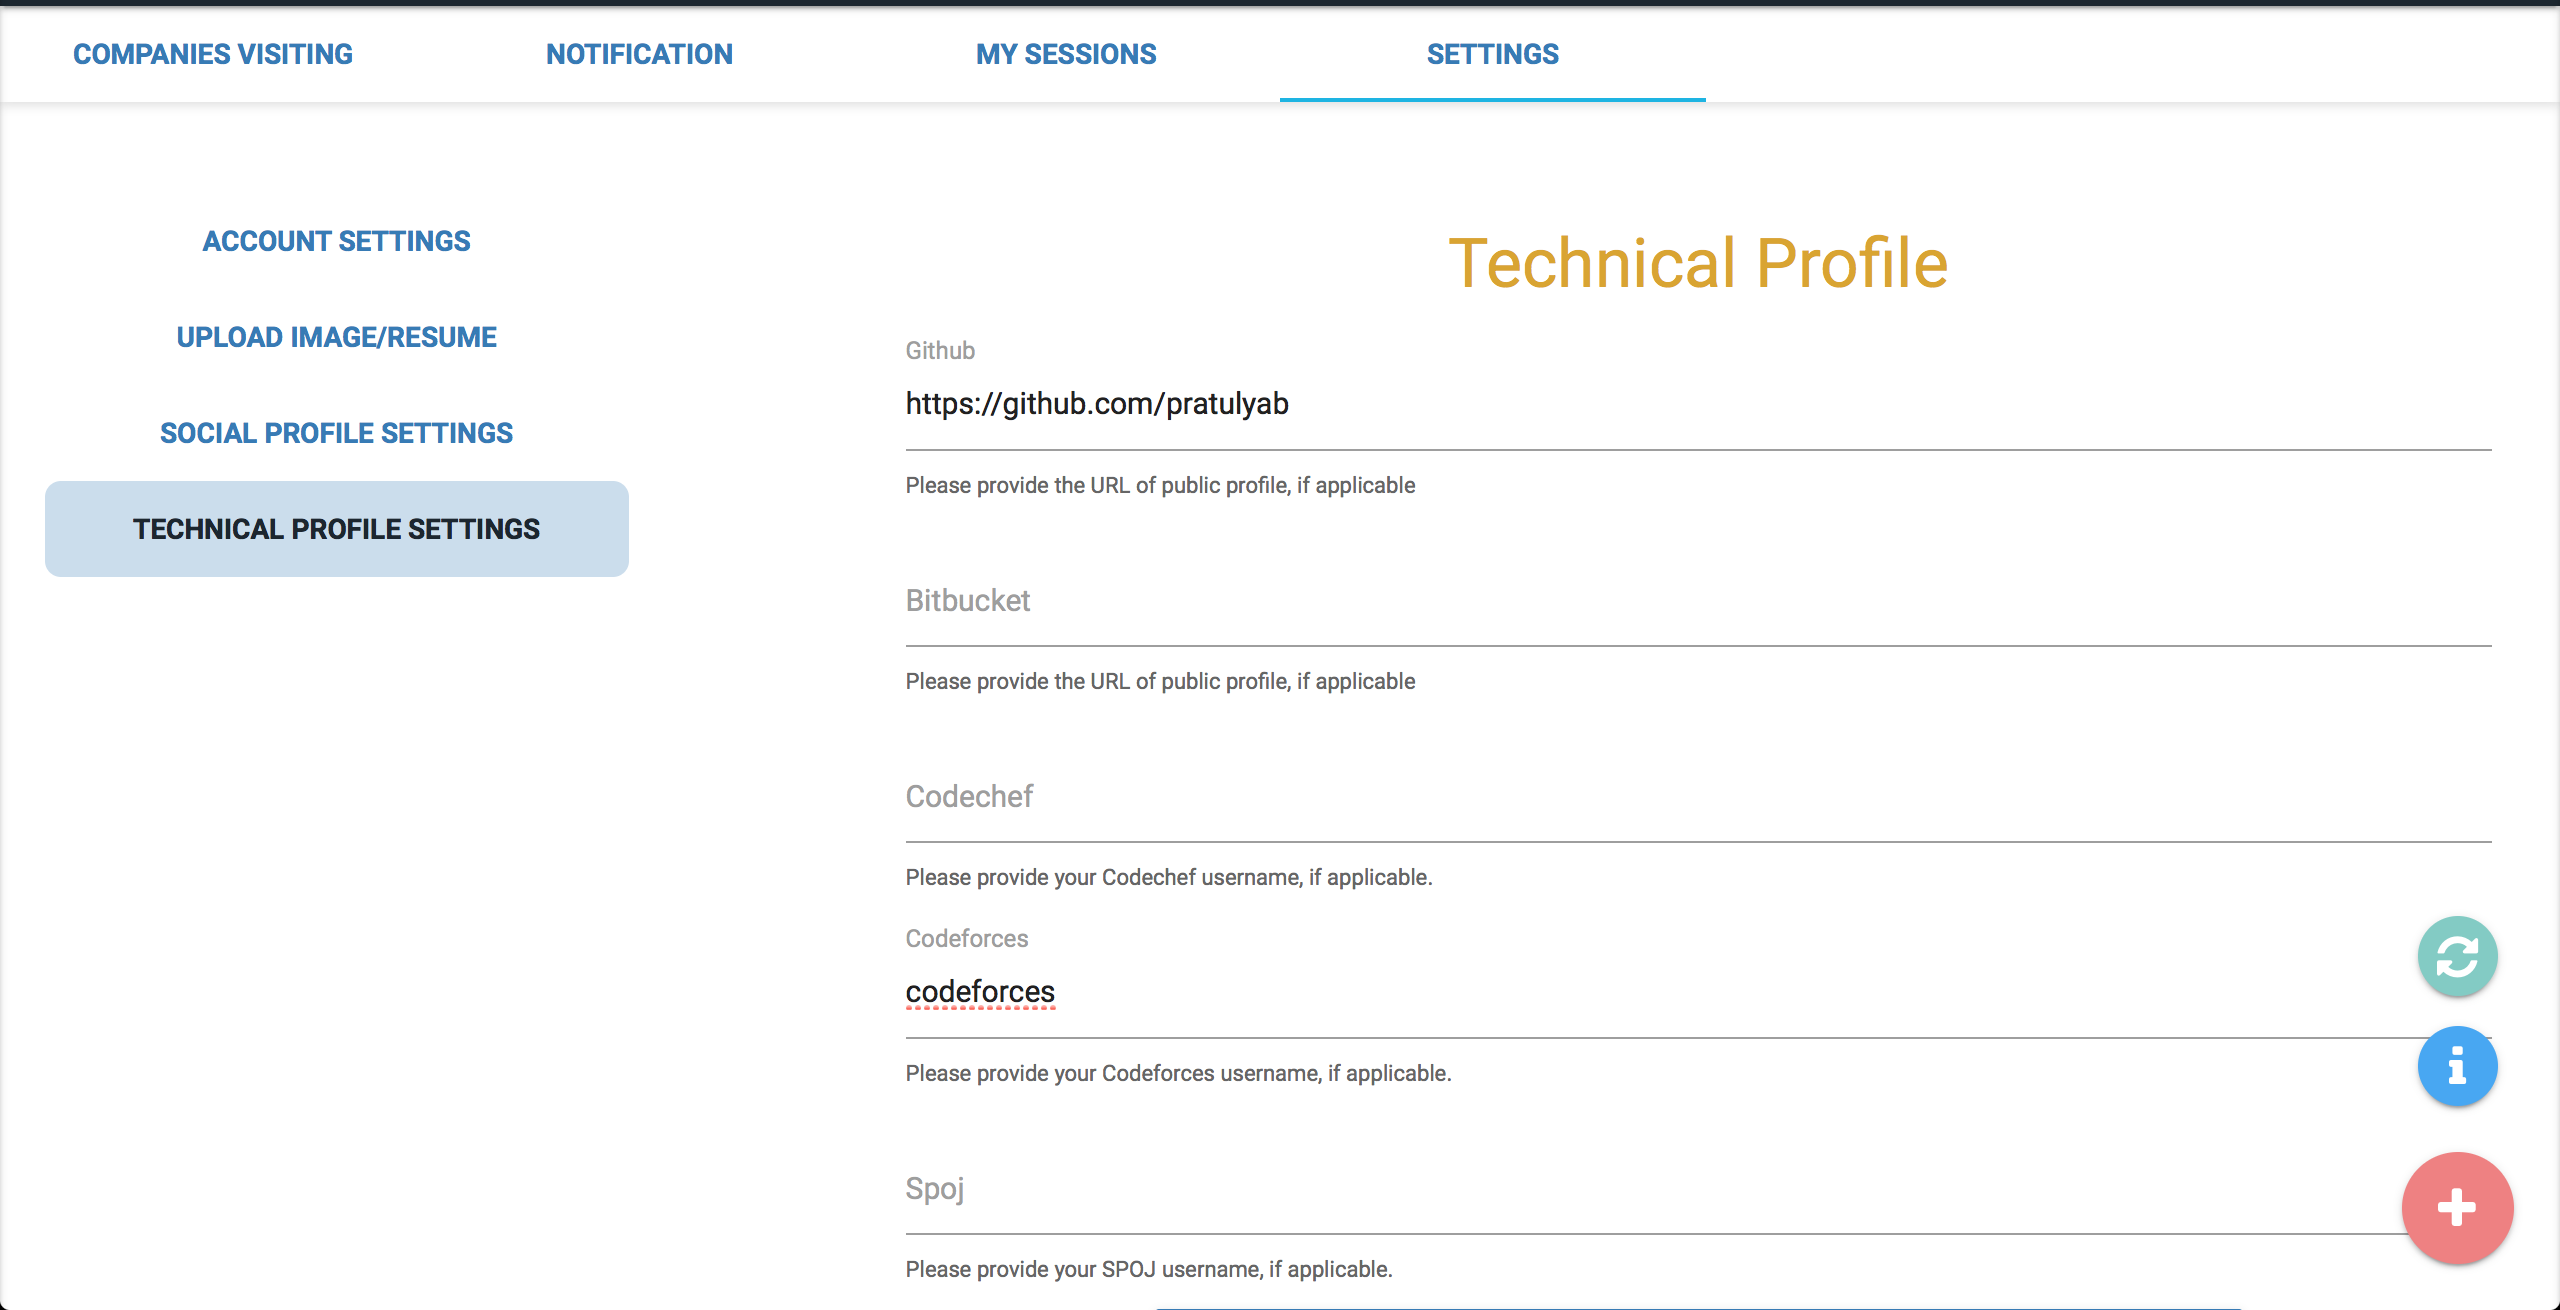 COMPANIES VISITING
NOTIFICATION
MY SESSIONS
SETTINGS
ACCOUNT SETTINGS
UPLOAD IMAGE/RESUME
SOCIAL PROFILE SETTINGS
TECHNICAL PROFILE SETTINGS
Technical Profile
Github
https://github.com/pratulyab
Please provide the URL of public profile, if applicable
Bitbucket
Please provide the URL of public profile, if applicable
Codechef
Please provide your Codechef username, if applicable.
Codeforces
codeforces
Please provide your Codeforces username, if applicable.
Spoj
Please provide your SPOJ username, if applicable.